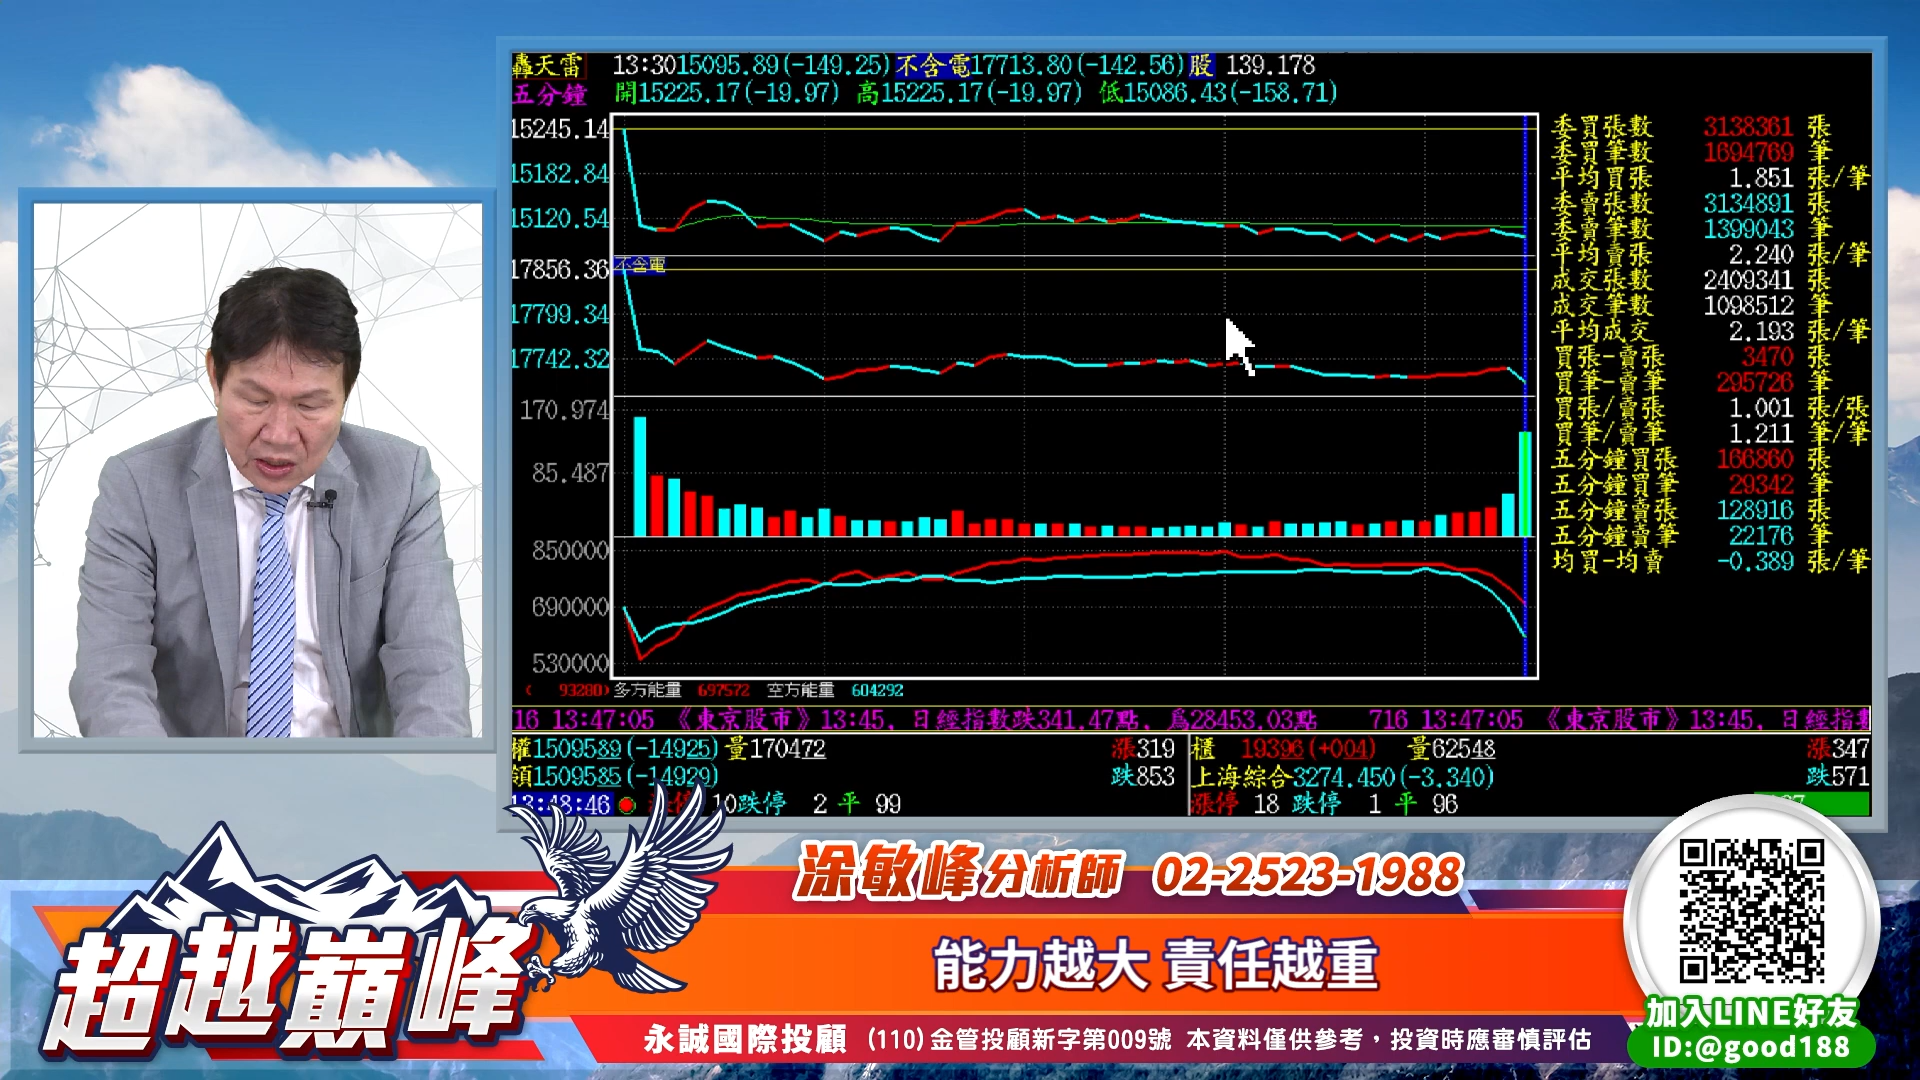 轟天雷 13:30 15095.89(-149.25) 不含電17713.80(-142.56) 股 139.178
五分鐘 開15225.17(-19.97) 高15225.17(-19.97) 低15086.43(-158.71)
15245.14
15182.84
15120.54
17856.36 不含電
17799.34
17742.32
170.974
85.487
850000
690000
530000
委買張數 3138361 張
委買筆數 1694769 筆
平均買張 1.851 張/筆
委賣張數 3134891 張
委賣筆數 1399043 筆
平均賣張 2.240 張/筆
成交張數 2409341 張
成交筆數 1098512 筆
平均成交 2.193 張/筆
買張-賣張 3470 張
買筆-賣筆 295726 筆
買張/賣張 1.001 張/張
買筆/賣筆 1.211 筆/筆
五分鐘買張 166860 張
五分鐘買筆 29342 筆
五分鐘賣張 128916 張
五分鐘賣筆 22176 筆
均買-均賣 -0.389 張/筆
( 93280) 多方能量 697572 空方能量 604292
16 13:47:05 《東京股市》13:45, 日經指數跌341.47點, 為28453.03點 716 13:47:05 《東京股市》13:45, 日經指
權1509589(-14925) 量170472 漲319 櫃 19396(+004) 量62548 漲347
領1509585(-14929) 跌853 上海綜合3274.450(-3.340) 跌571
13:48:46 10 跌停 2 平 99 漲停 18 跌停 1 平 96
涂敏峰分析師 02-2523-1988
超越巔峰
能力越大 責任越重
永誠國際投顧 (110)金管投顧新字第009號 本資料僅供參考，投資時應審慎評估
加入LINE好友
ID:@good188